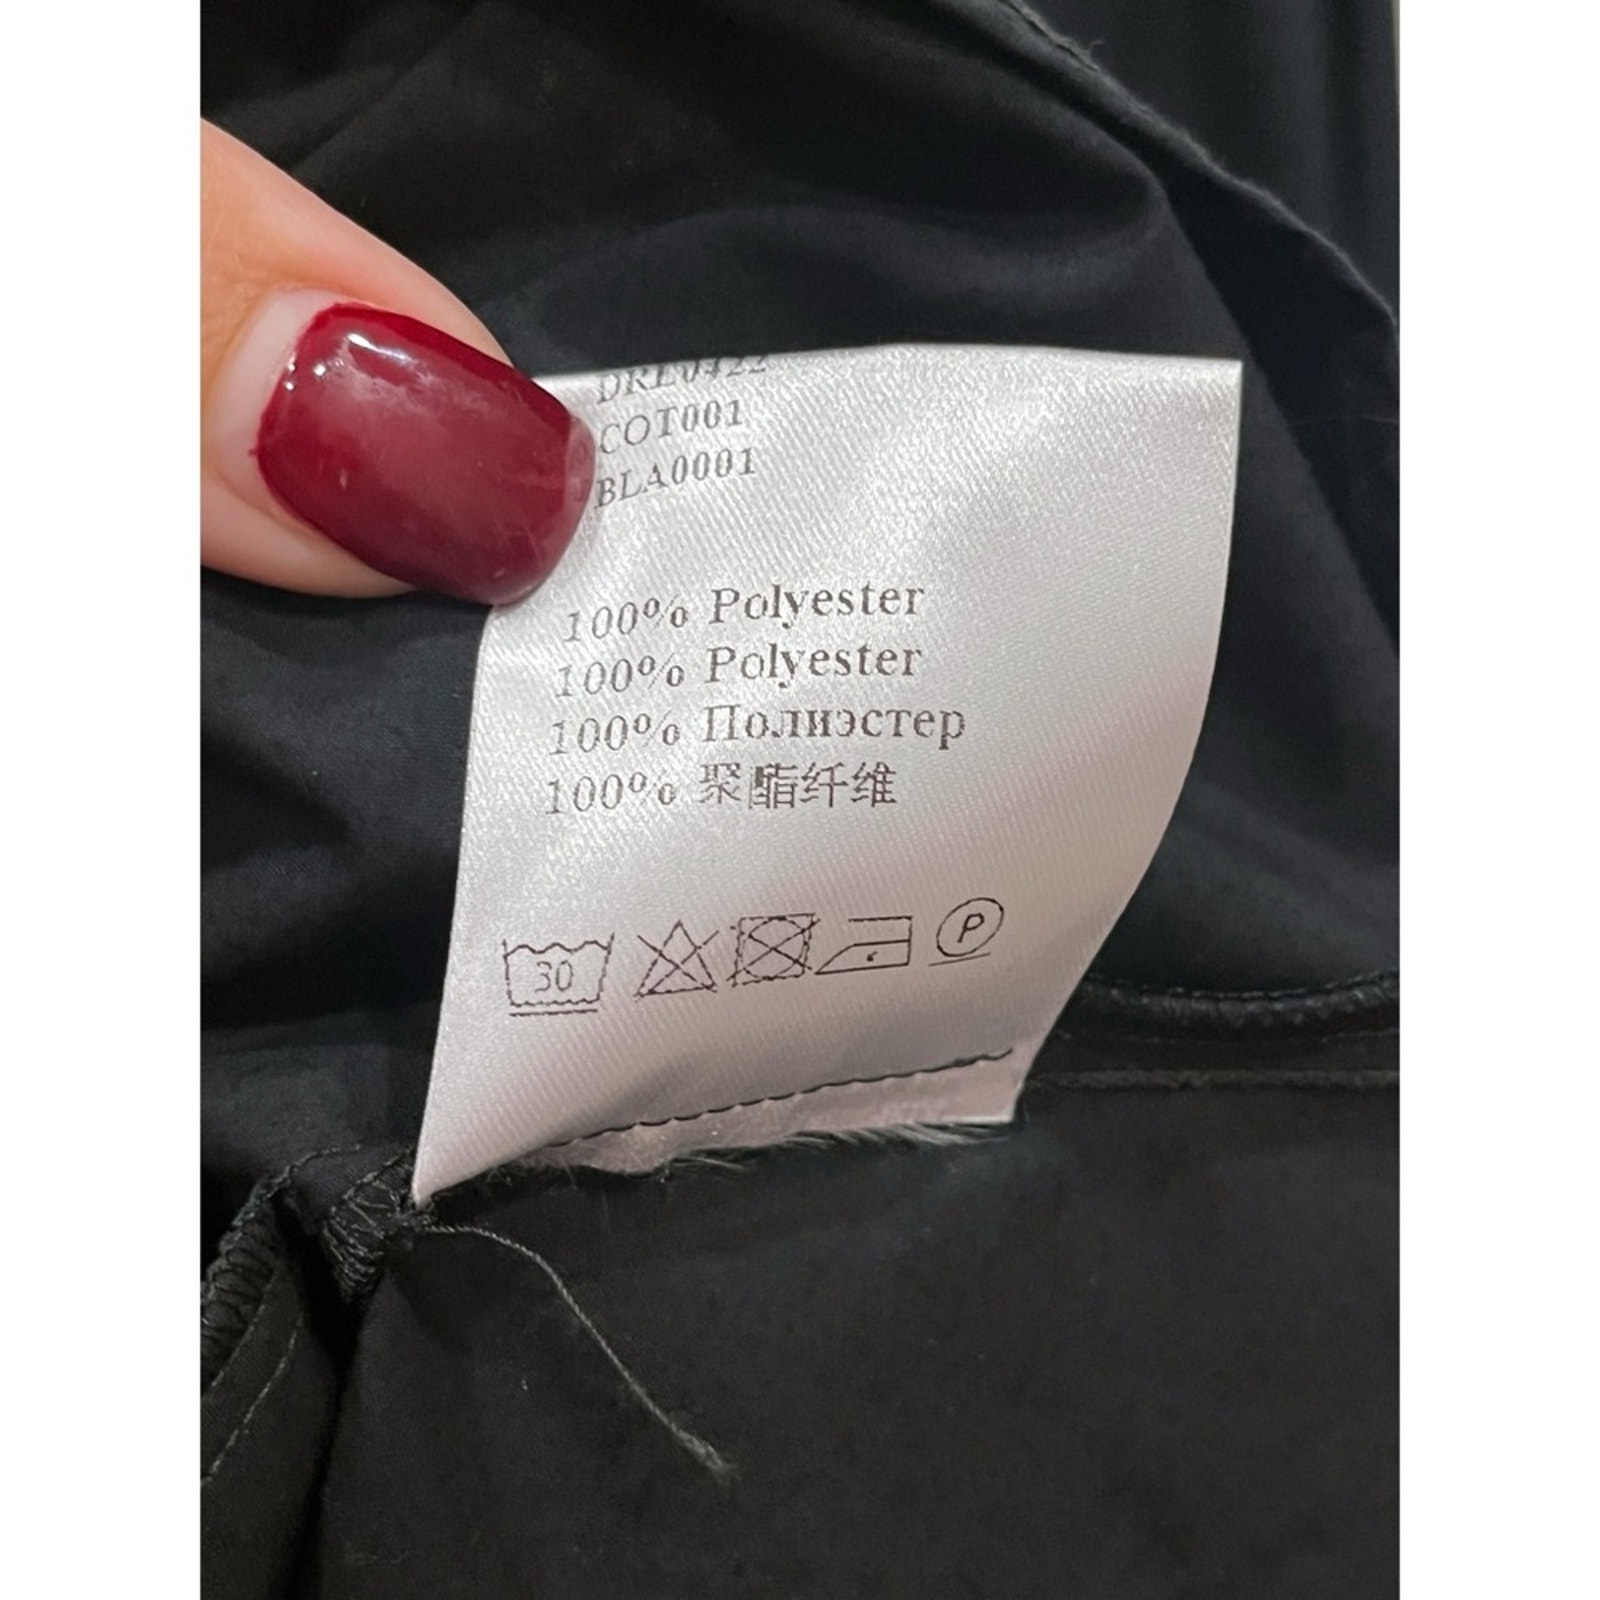 COT001
BLA0001
100% Polyester
100% Polyester
100% Полиэстер
100% 聚酯纤维
30
P